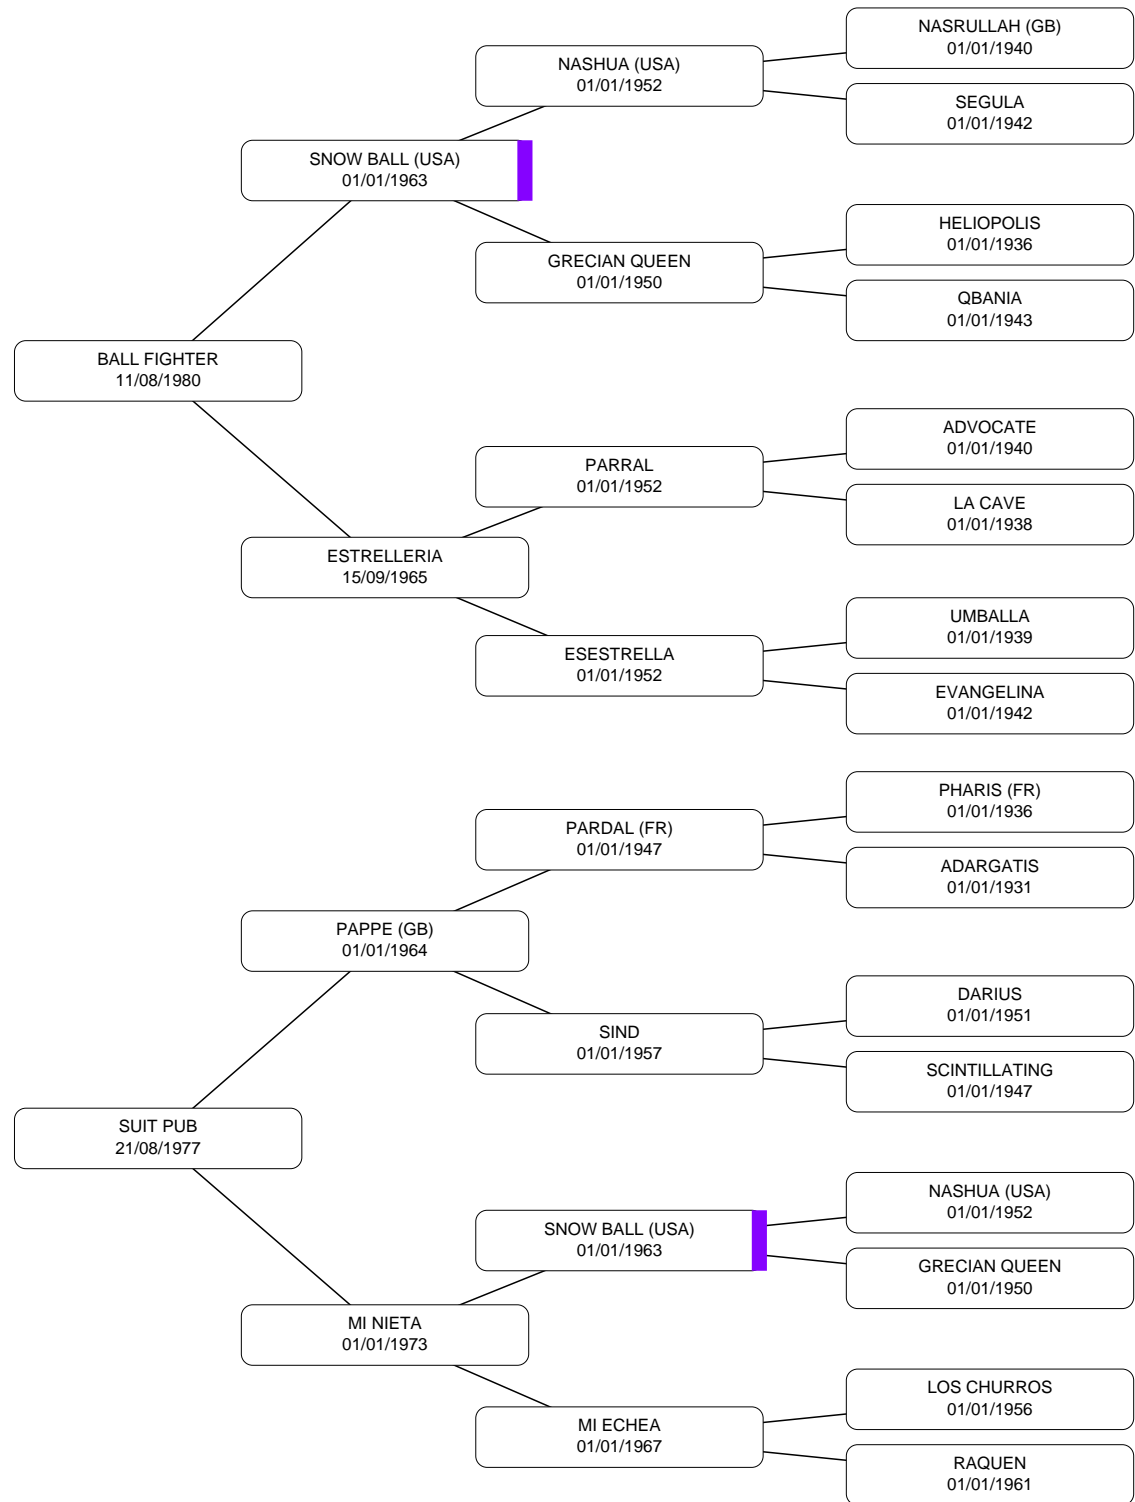 NASRULLAH (GB)
01/01/1940
NASHUA (USA)
01/01/1952
SEGULA
01/01/1942
SNOW BALL (USA)
01/01/1963
HELIOPOLIS
01/01/1936
GRECIAN QUEEN
01/01/1950
QBANIA
01/01/1943
BALL FIGHTER
11/08/1980
ADVOCATE
01/01/1940
PARRAL
01/01/1952
LA CAVE
01/01/1938
ESTRELLERIA
15/09/1965
UMBALLA
01/01/1939
ESESTRELLA
01/01/1952
EVANGELINA
01/01/1942
PHARIS (FR)
01/01/1936
PARDAL (FR)
01/01/1947
ADARGATIS
01/01/1931
PAPPE (GB)
01/01/1964
DARIUS
01/01/1951
SIND
01/01/1957
SCINTILLATING
01/01/1947
SUIT PUB
21/08/1977
NASHUA (USA)
01/01/1952
SNOW BALL (USA)
01/01/1963
GRECIAN QUEEN
01/01/1950
MI NIETA
01/01/1973
LOS CHURROS
01/01/1956
MI ECHEA
01/01/1967
RAQUEN
01/01/1961